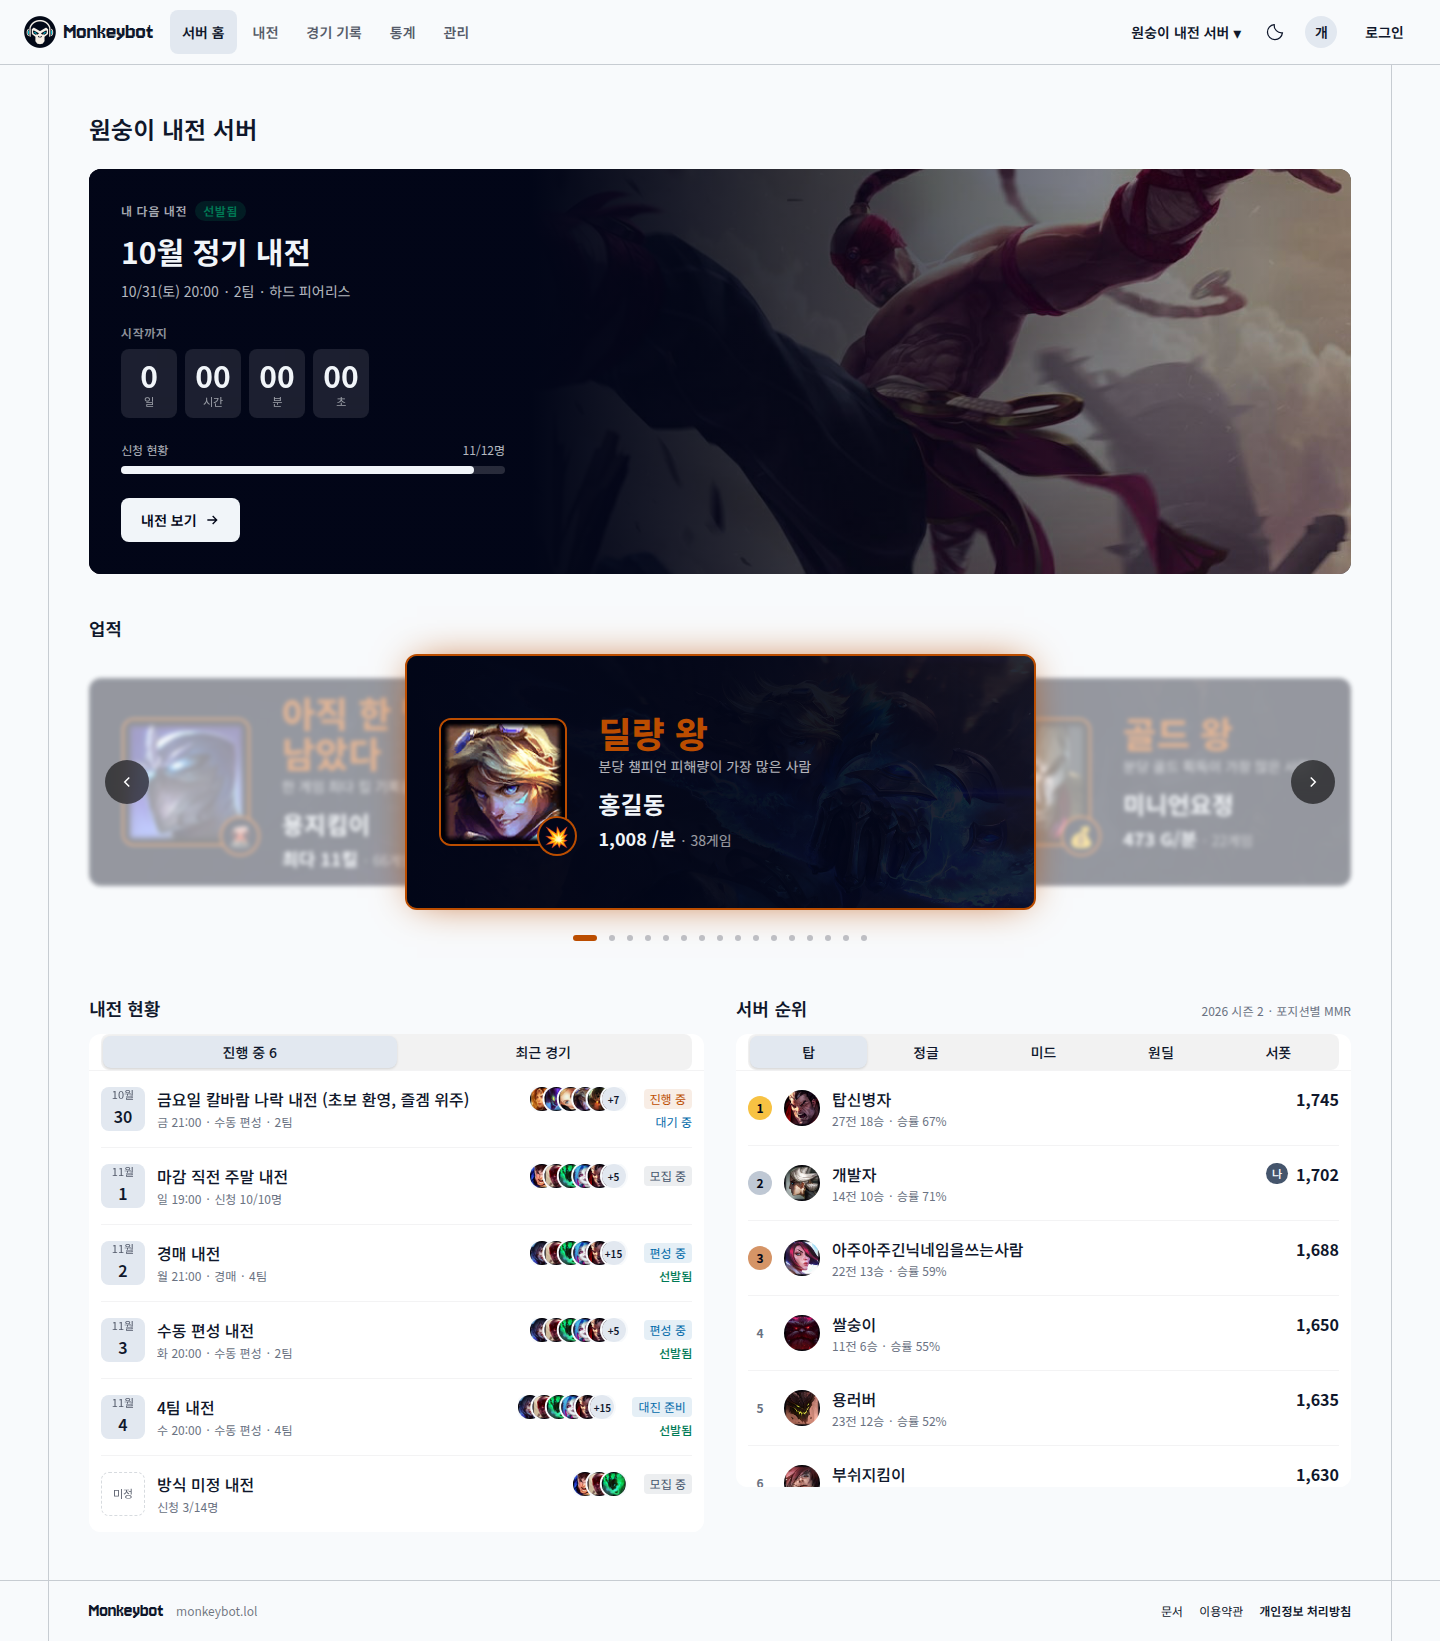 Monkeybot 서버 홈 내전 경기 기록 통계 관리 원숭이 내전 서버 ▾ 개 로그인
원숭이 내전 서버
내 다음 내전 선발됨
10월 정기 내전
10/31(토) 20:00 · 2팀 · 하드 피어리스
시작까지
0 00 00 00
일 시간 분 초
신청 현황 11/12명
내전 보기 →
업적
아직 한
남았다
용지킴이
최다 11킬
딜량 왕
분당 챔피언 피해량이 가장 많은 사람
홍길동
1,008 /분 · 38게임
골드 왕
미니언요정
473 G/분 · 22게임
내전 현황
진행 중 6 최근 경기
10월 30 금요일 칼바람 나락 내전 (초보 환영, 즐겜 위주) +7 진행 중
금 21:00 · 수동 편성 · 2팀 대기 중
11월 1 마감 직전 주말 내전 +5 모집 중
일 19:00 · 신청 10/10명
11월 2 경매 내전 +15 편성 중
월 21:00 · 경매 · 4팀 선발됨
11월 3 수동 편성 내전 +5 편성 중
화 20:00 · 수동 편성 · 2팀 선발됨
11월 4 4팀 내전 +15 대진 준비
수 20:00 · 수동 편성 · 4팀 선발됨
미정 방식 미정 내전 모집 중
신청 3/14명
서버 순위 2026 시즌 2 · 포지션별 MMR
탑 정글 미드 원딜 서폿
1 탑신병자 1,745
27전 18승 · 승률 67%
2 개발자 나 1,702
14전 10승 · 승률 71%
3 아주아주긴닉네임을쓰는사람 1,688
22전 13승 · 승률 59%
4 쌀숭이 1,650
11전 6승 · 승률 55%
5 용러버 1,635
23전 12승 · 승률 52%
6 부쉬지킴이 1,630
Monkeybot monkeybot.lol 문서 이용약관 개인정보 처리방침